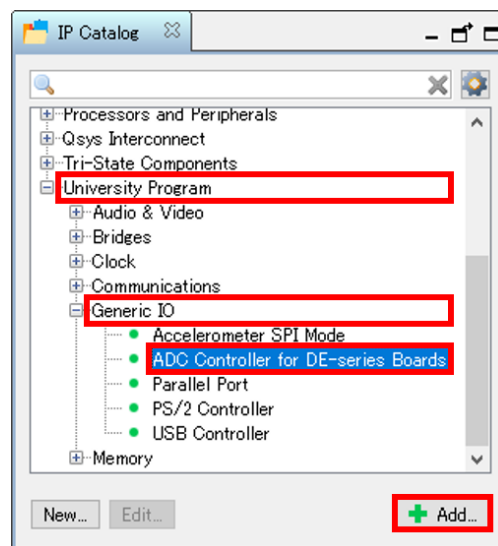 IP Catalog
Processors and Peripherals
Qsys Interconnect
Tri-State Components
University Program
Audio & Video
Bridges
Clock
Communications
Generic IO
Accelerometer SPI Mode
ADC Controller for DE-series Boards
Parallel Port
PS/2 Controller
USB Controller
Memory
New... Edit... Add...